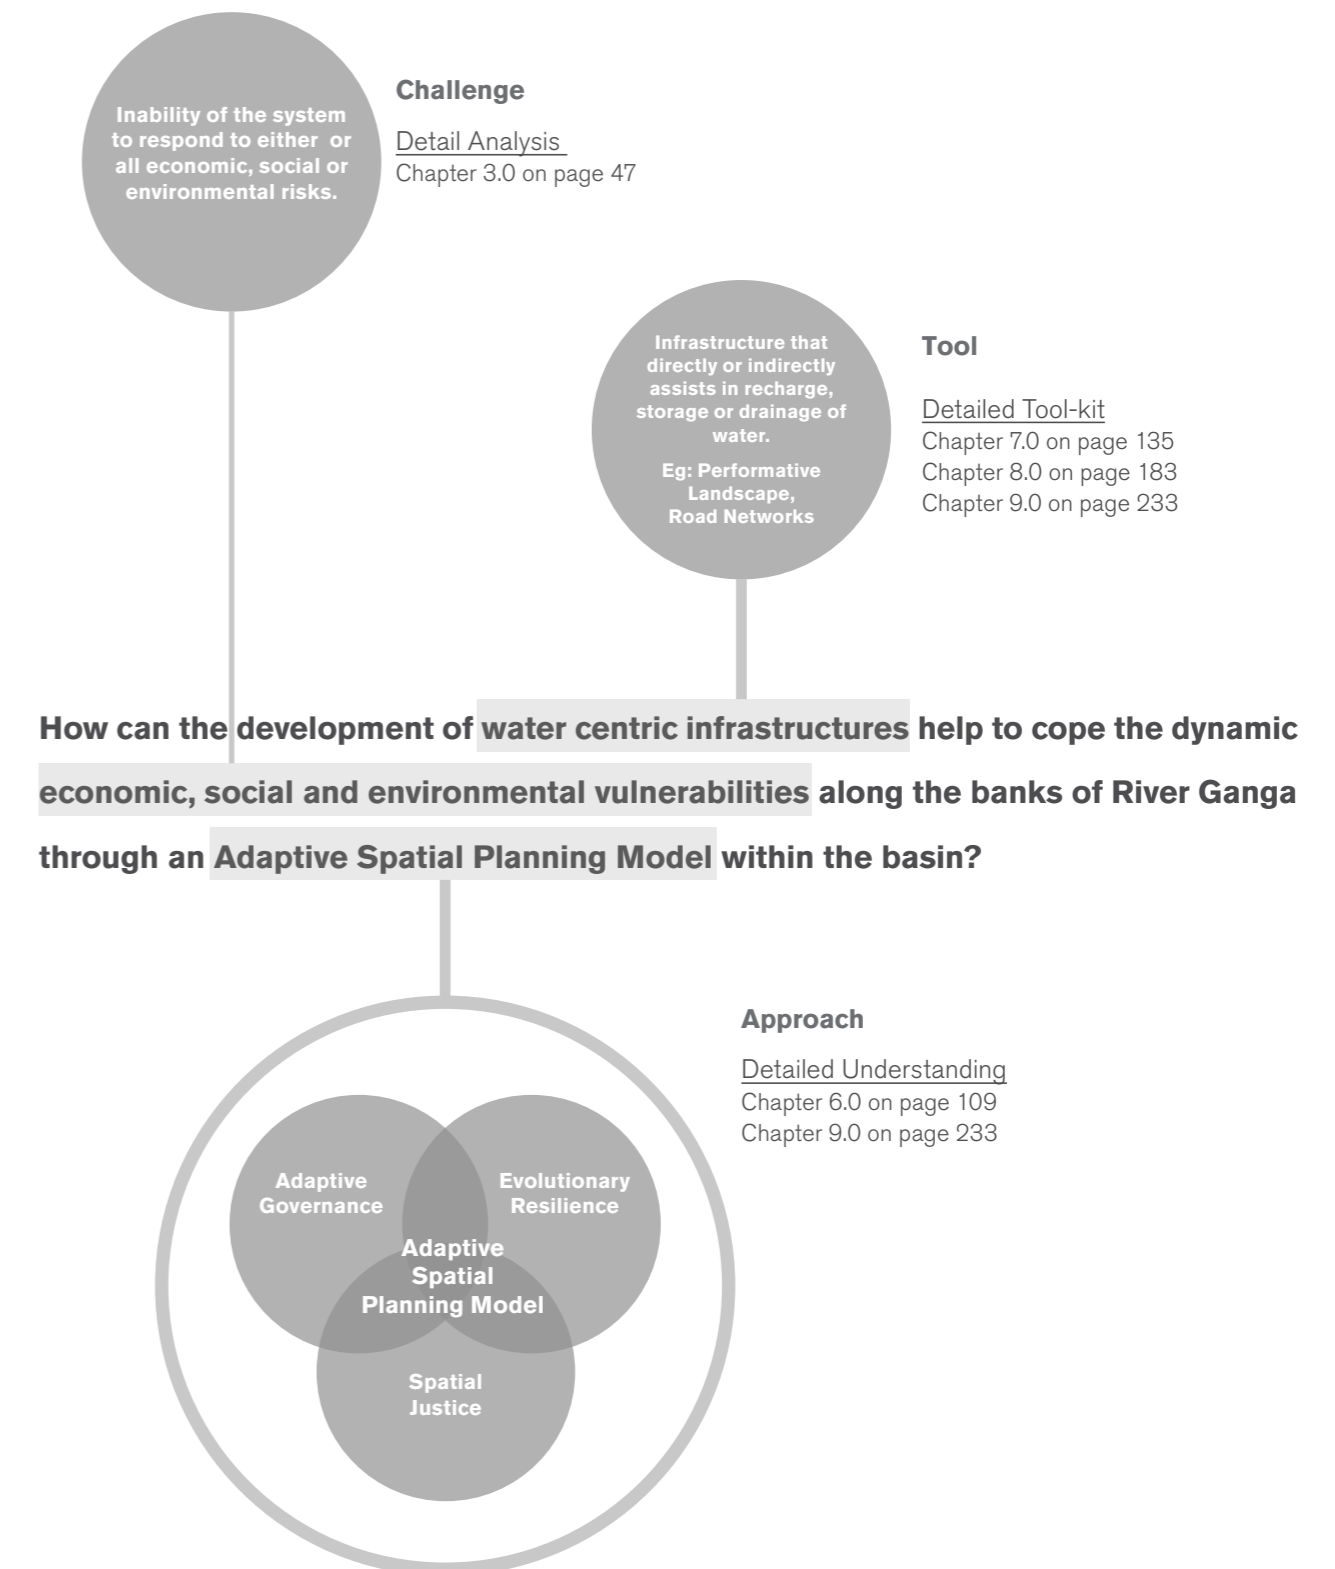 Inability of the system
to respond to either or
all economic, social or
environmental risks.
Challenge
Detail Analysis
Chapter 3.0 on page 47
Infrastructure that
directly or indirectly
assists in recharge,
storage or drainage of
water.
Eg: Performative
Landscape,
Road Networks
Tool
Detailed Tool-kit
Chapter 7.0 on page 135
Chapter 8.0 on page 183
Chapter 9.0 on page 233
How can the development of water centric infrastructures help to cope the dynamic
economic, social and environmental vulnerabilities along the banks of River Ganga
through an Adaptive Spatial Planning Model within the basin?
Approach
Detailed Understanding
Chapter 6.0 on page 109
Chapter 9.0 on page 233
Adaptive
Governance
Evolutionary
Resilience
Adaptive
Spatial
Planning Model
Spatial
Justice